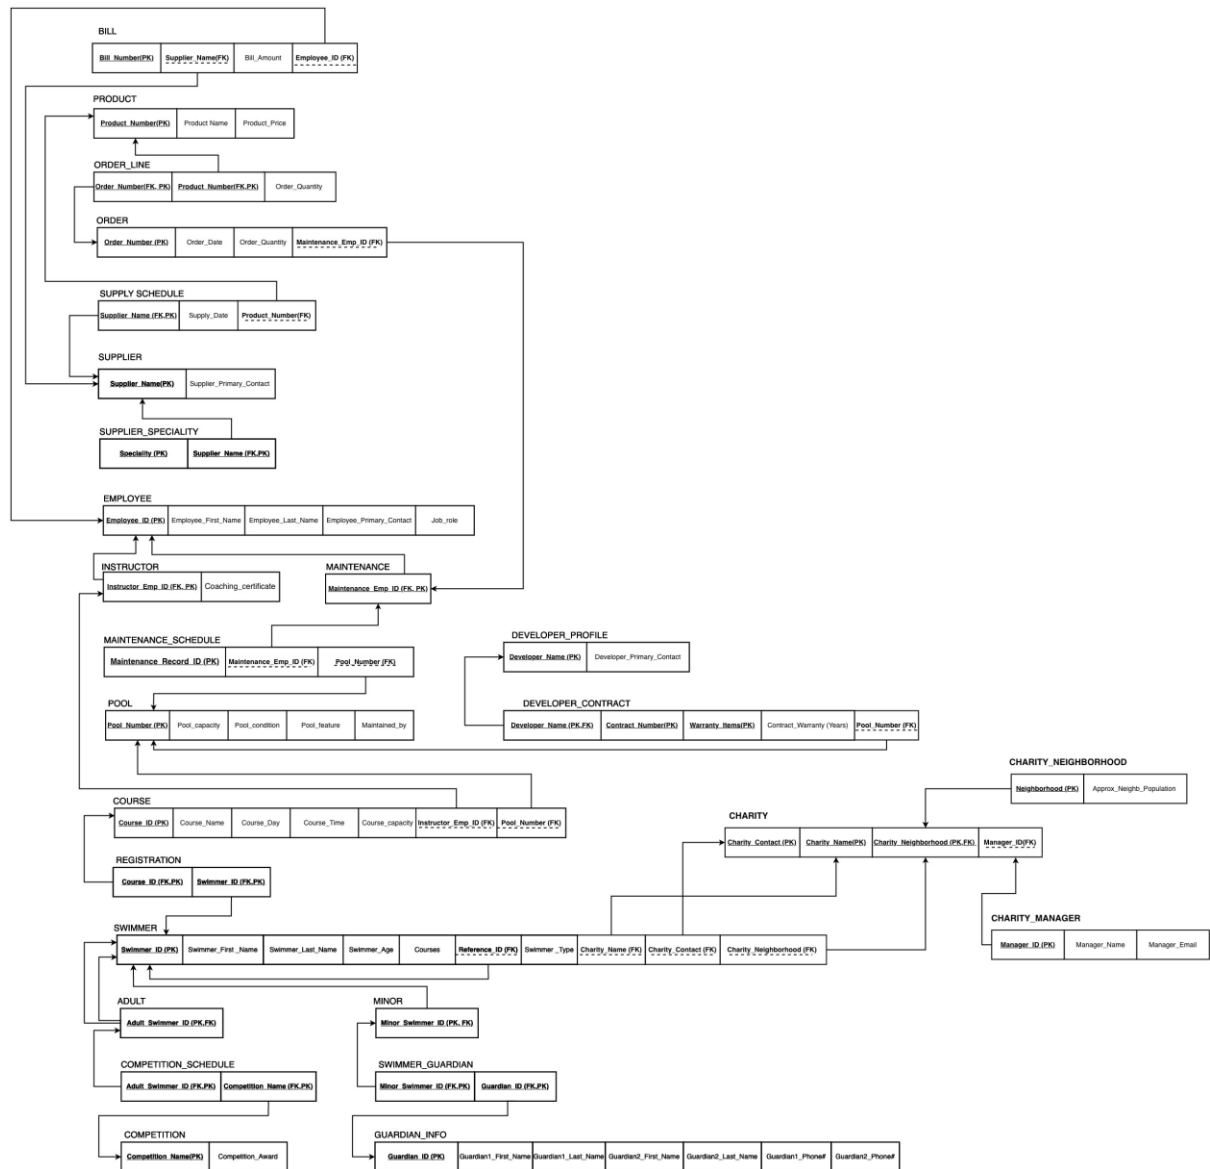 BILL
Bill_Number(PK) Supplier_Name(FK) Bill_Amount Employee_ID (FK)
PRODUCT
Product_Number(PK) Product Name Product_Price
ORDER_LINE
Order_Number(FK, PK) Product_Number(FK,PK) Order_Quantity
ORDER
Order_Number (PK) Order_Date Order_Quantity Maintenance_Emp_ID (FK)
SUPPLY SCHEDULE
Supplier_Name (FK,PK) Supply_Date Product_Number(FK)
SUPPLIER
Supplier_Name(PK) Supplier_Primary_Contact
SUPPLIER_SPECIALITY
Speciality (PK) Supplier_Name (FK,PK)
EMPLOYEE
Employee_ID (PK) Employee_First_Name Employee_Last_Name Employee_Primary_Contact Job_role
INSTRUCTOR MAINTENANCE
Instructor_Emp_ID (FK, PK) Coaching_certificate Maintenance_Emp_ID (FK, PK)
MAINTENANCE_SCHEDULE DEVELOPER_PROFILE
Maintenance_Record_ID (PK) Maintenance_Emp_ID (FK) Pool_Number (FK) Developer_Name (PK) Developer_Primary_Contact
POOL DEVELOPER_CONTRACT
Pool_Number (PK) Pool_capacity Pool_condition Pool_feature Maintained_by Developer_Name (PK,FK) Contract_Number(PK) Warranty_Items(PK) Contract_Warranty (Years) Pool_Number (FK)
CHARITY_NEIGHBORHOOD
Neighborhood (PK) Approx_Neighb_Population
COURSE CHARITY
Course_ID (PK) Course_Name Course_Day Course_Time Course_capacity Instructor_Emp_ID (FK) Pool_Number (FK) Charity_Contact (PK) Charity_Name(PK) Charity_Neighborhood (PK,FK) Manager_ID(FK)
REGISTRATION
Course_ID (FK,PK) Swimmer_ID (FK,PK)
CHARITY_MANAGER
Manager_ID (PK) Manager_Name Manager_Email
SWIMMER
Swimmer_ID (PK) Swimmer_First_Name Swimmer_Last_Name Swimmer_Age Courses Reference_ID (FK) Swimmer_Type Charity_Name (FK) Charity_Contact (FK) Charity_Neighborhood (FK)
ADULT MINOR
Adult_Swimmer_ID (PK,FK) Minor_Swimmer_ID (PK, FK)
COMPETITION_SCHEDULE SWIMMER_GUARDIAN
Adult_Swimmer_ID (FK,PK) Competition_Name (FK,PK) Minor_Swimmer_ID (FK,PK) Guardian_ID (FK,PK)
COMPETITION GUARDIAN_INFO
Competition_Name(PK) Competition_Award Guardian_ID (PK) Guardian1_First_Name Guardian1_Last_Name Guardian2_First_Name Guardian2_Last_Name Guardian1_Phone# Guardian2_Phone#